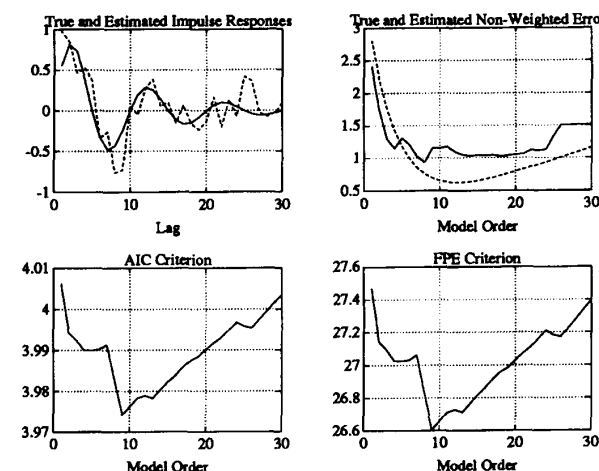 True and Estimated Impulse Responses
1
0.5
0
-0.5
-1
0 10 20 30
Lag
True and Estimated Non-Weighted Erro
3
2.5
2
1.5
1
0.5
0 10 20 30
Model Order
AIC Criterion
4.01
4
3.99
3.98
3.97
0 10 20 30
Model Order
FPE Criterion
27.6
27.4
27.2
27
26.8
26.6
0 10 20 30
Model Order